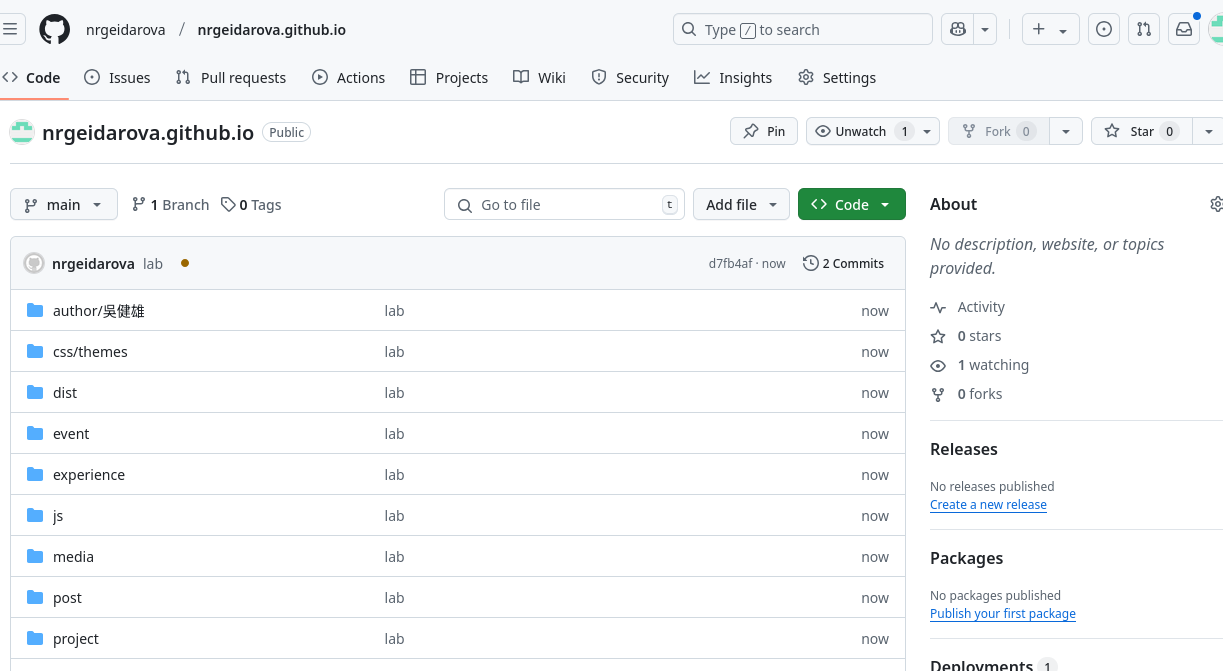 nrgeidarova / nrgeidarova.github.io
Type / to search
Code Issues Pull requests Actions Projects Wiki Security Insights Settings
nrgeidarova.github.io Public
Pin Unwatch 1 Fork 0 Star 0
main 1 Branch 0 Tags
Go to file t
Add file Code
nrgeidarova lab
d7fb4af · now 2 Commits
author/吳健雄 lab now
css/themes lab now
dist lab now
event lab now
experience lab now
js lab now
media lab now
post lab now
project lab now
About
No description, website, or topics
provided.
Activity
0 stars
1 watching
0 forks
Releases
No releases published
Create a new release
Packages
No packages published
Publish your first package
Deployments 1